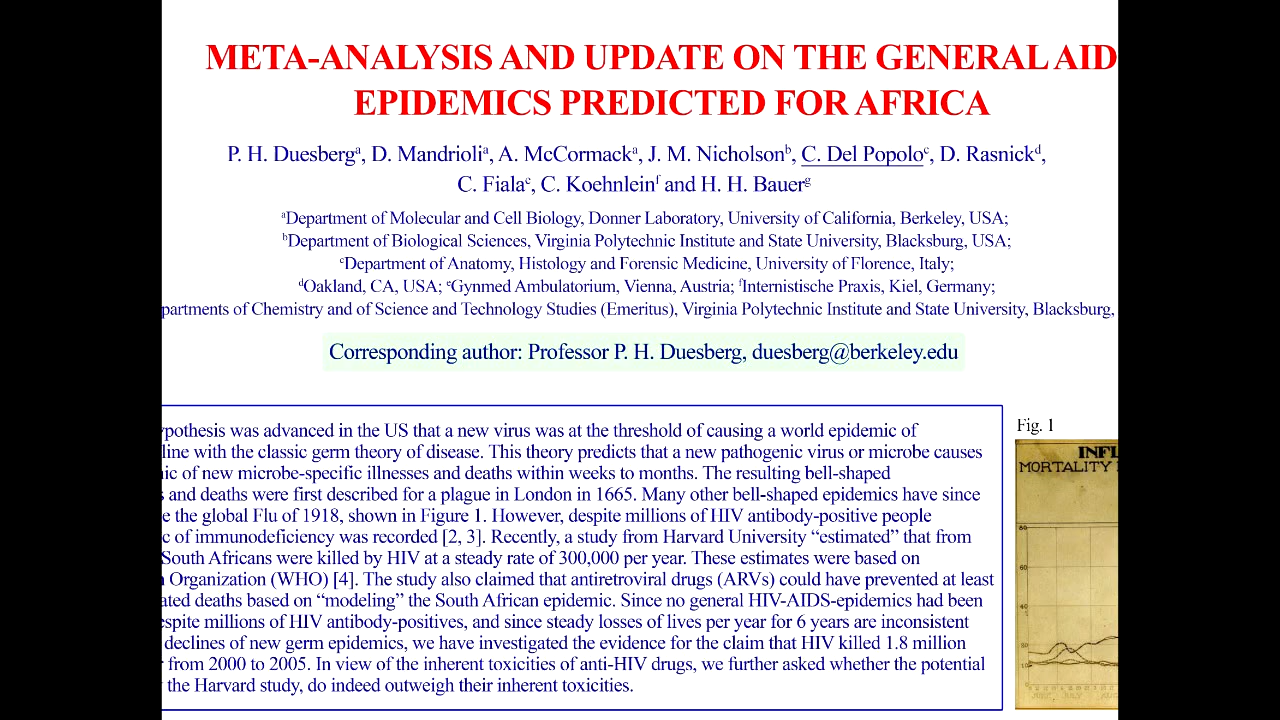 META-ANALYSIS AND UPDATE ON THE GENERAL AID
EPIDEMICS PREDICTED FOR AFRICA
P. H. Duesbergᵃ, D. Mandrioliᵃ, A. McCormackᵃ, J. M. Nicholsonᵇ, C. Del Popoloᶜ, D. Rasnickᵈ,
C. Fialaᵉ, C. Koehnleinᶠ and H. H. Bauerᵍ
ᵃDepartment of Molecular and Cell Biology, Donner Laboratory, University of California, Berkeley, USA;
ᵇDepartment of Biological Sciences, Virginia Polytechnic Institute and State University, Blacksburg, USA;
ᶜDepartment of Anatomy, Histology and Forensic Medicine, University of Florence, Italy;
ᵈOakland, CA, USA; ᵉGynmed Ambulatorium, Vienna, Austria; ᶠInternistische Praxis, Kiel, Germany;
partments of Chemistry and of Science and Technology Studies (Emeritus), Virginia Polytechnic Institute and State University, Blacksburg,
Corresponding author: Professor P. H. Duesberg, duesberg@berkeley.edu
ypothesis was advanced in the US that a new virus was at the threshold of causing a world epidemic of
line with the classic germ theory of disease. This theory predicts that a new pathogenic virus or microbe causes
ic of new microbe-specific illnesses and deaths within weeks to months. The resulting bell-shaped
s and deaths were first described for a plague in London in 1665. Many other bell-shaped epidemics have since
e the global Flu of 1918, shown in Figure 1. However, despite millions of HIV antibody-positive people
c of immunodeficiency was recorded [2, 3]. Recently, a study from Harvard University “estimated” that from
South Africans were killed by HIV at a steady rate of 300,000 per year. These estimates were based on
n Organization (WHO) [4]. The study also claimed that antiretroviral drugs (ARVs) could have prevented at least
ated deaths based on “modeling” the South African epidemic. Since no general HIV-AIDS-epidemics had been
espite millions of HIV antibody-positives, and since steady losses of lives per year for 6 years are inconsistent
declines of new germ epidemics, we have investigated the evidence for the claim that HIV killed 1.8 million
r from 2000 to 2005. In view of the inherent toxicities of anti-HIV drugs, we further asked whether the potential
the Harvard study, do indeed outweigh their inherent toxicities.
Fig. 1
INFL
MORTALITY